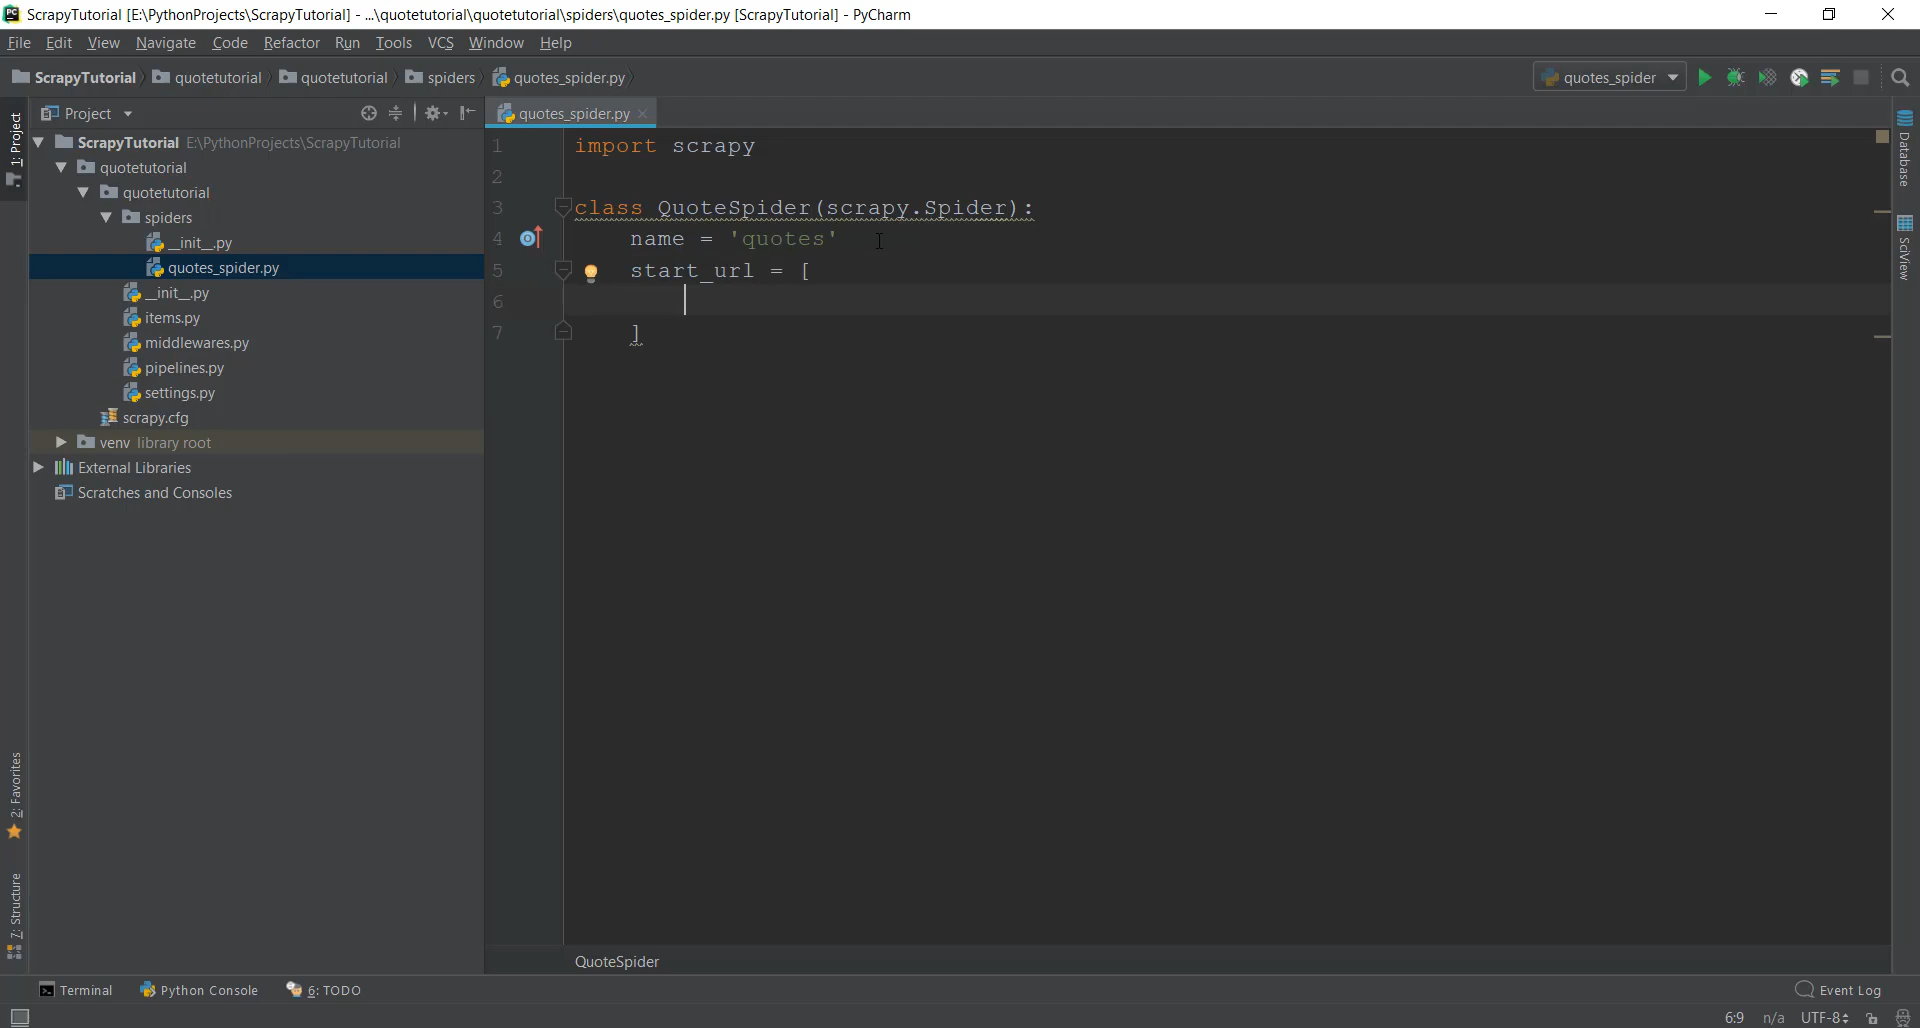 ScrapyTutorial [E:\PythonProjects\ScrapyTutorial] - ...\quotetutorial\quotetutorial\spiders\quotes_spider.py [ScrapyTutorial] - PyCharm
File Edit View Navigate Code Refactor Run Tools VCS Window Help
ScrapyTutorial quotetutorial quotetutorial spiders quotes_spider.py quotes_spider
1: Project
Project
ScrapyTutorial E:\PythonProjects\ScrapyTutorial
quotetutorial
quotetutorial
spiders
__init__.py
quotes_spider.py
__init__.py
items.py
middlewares.py
pipelines.py
settings.py
scrapy.cfg
venv library root
External Libraries
Scratches and Consoles
2: Favorites
7: Structure
quotes_spider.py
1 import scrapy
2
3 class QuoteSpider(scrapy.Spider):
4 name = 'quotes'
5 start_url = [
6
7 ]
QuoteSpider
Database
SciView
Terminal Python Console 6: TODO Event Log
6:9 n/a UTF-8